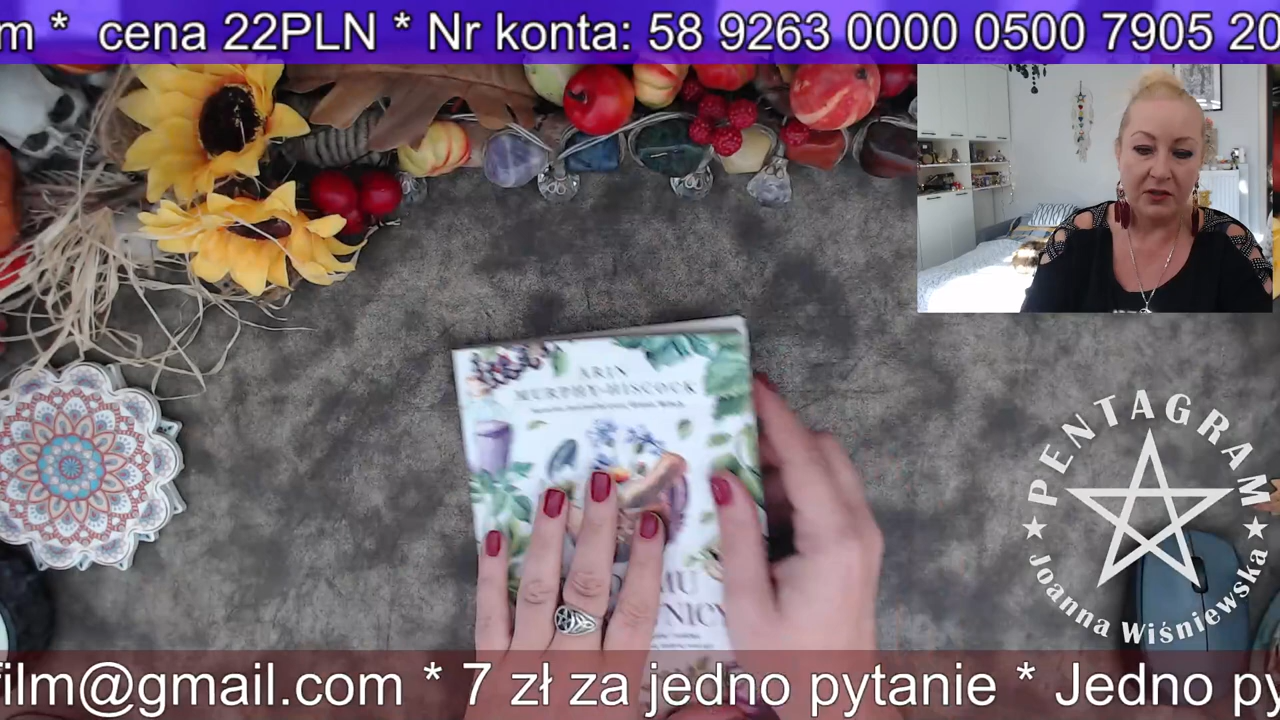 m * cena 22PLN * Nr konta: 58 9263 0000 0500 7905 20
ARIN
MURPHY-HISCOCK
PENTAGRAM
Joanna Wiśniewska
film@gmail.com * 7 zł za jedno pytanie * Jedno py